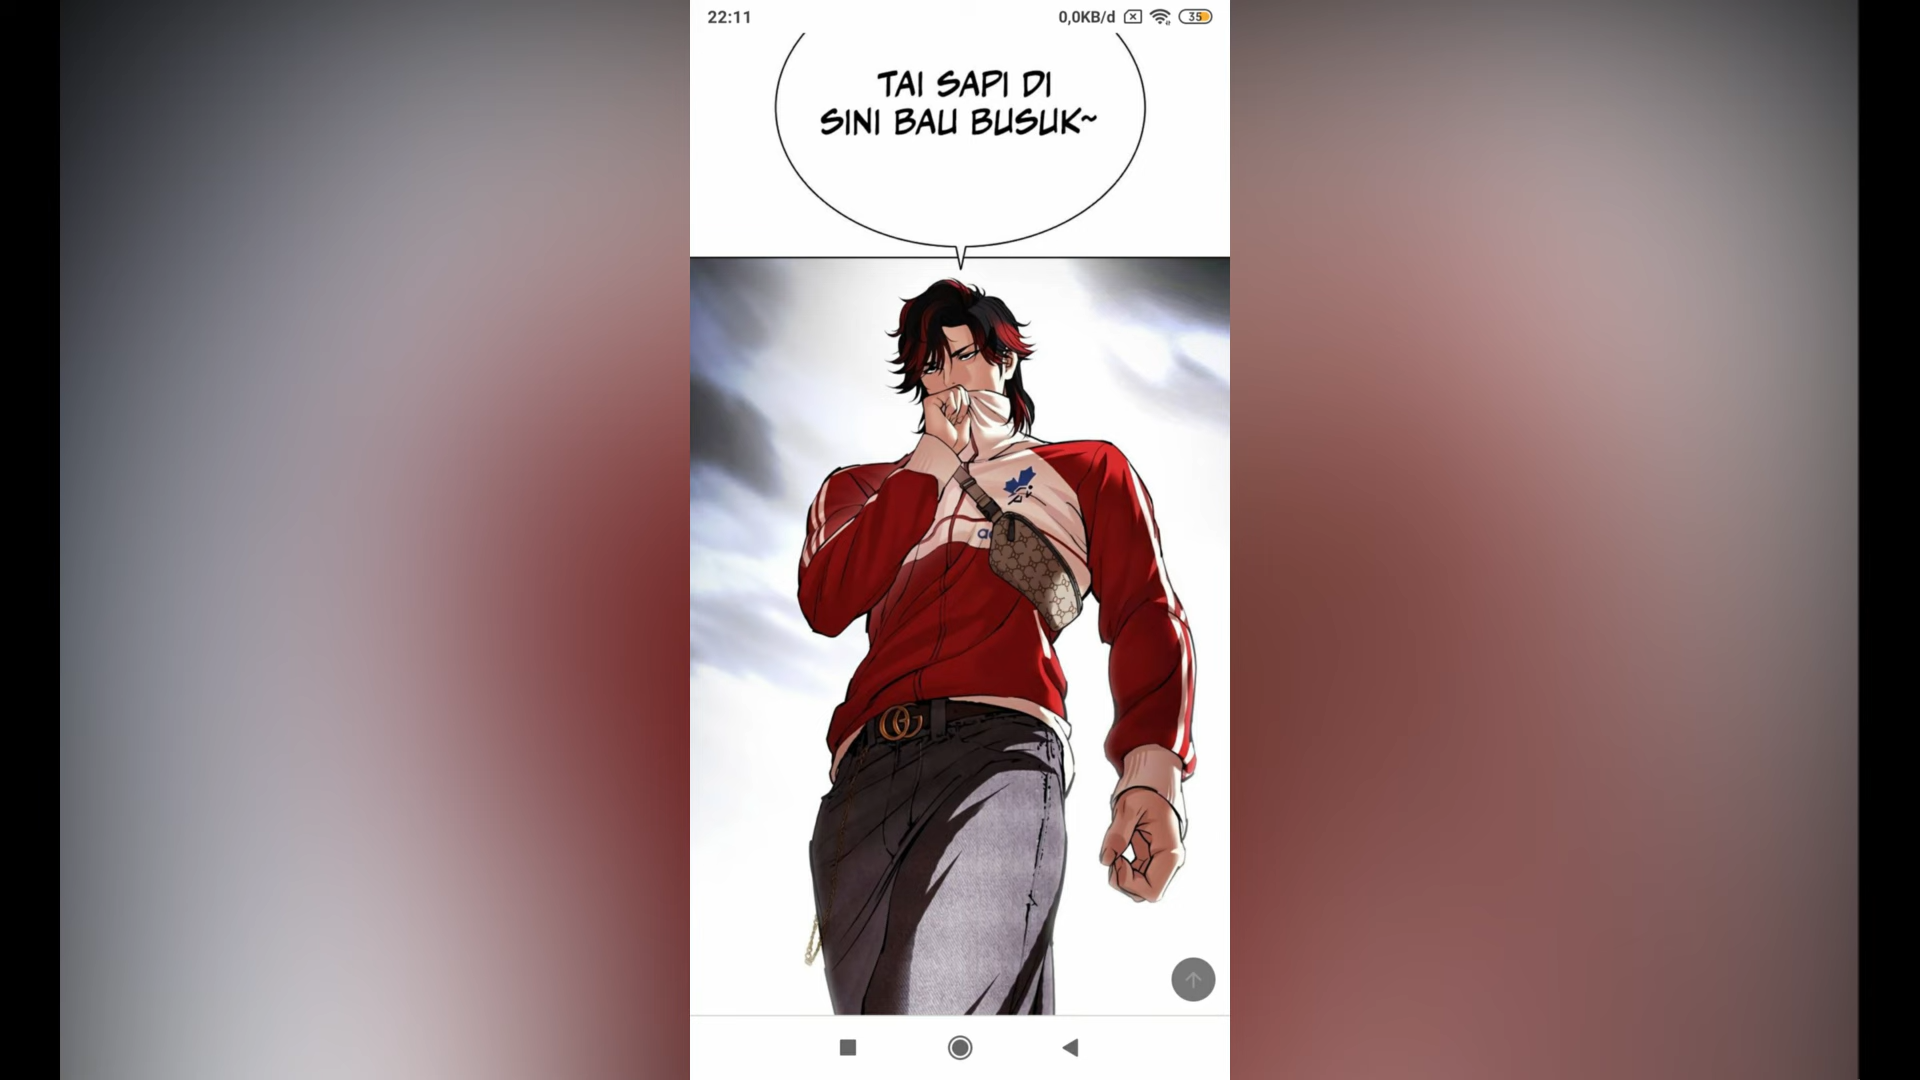 22:11
0,0KB/d
35
TAI SAPI DI
SINI BAU BUSUK~